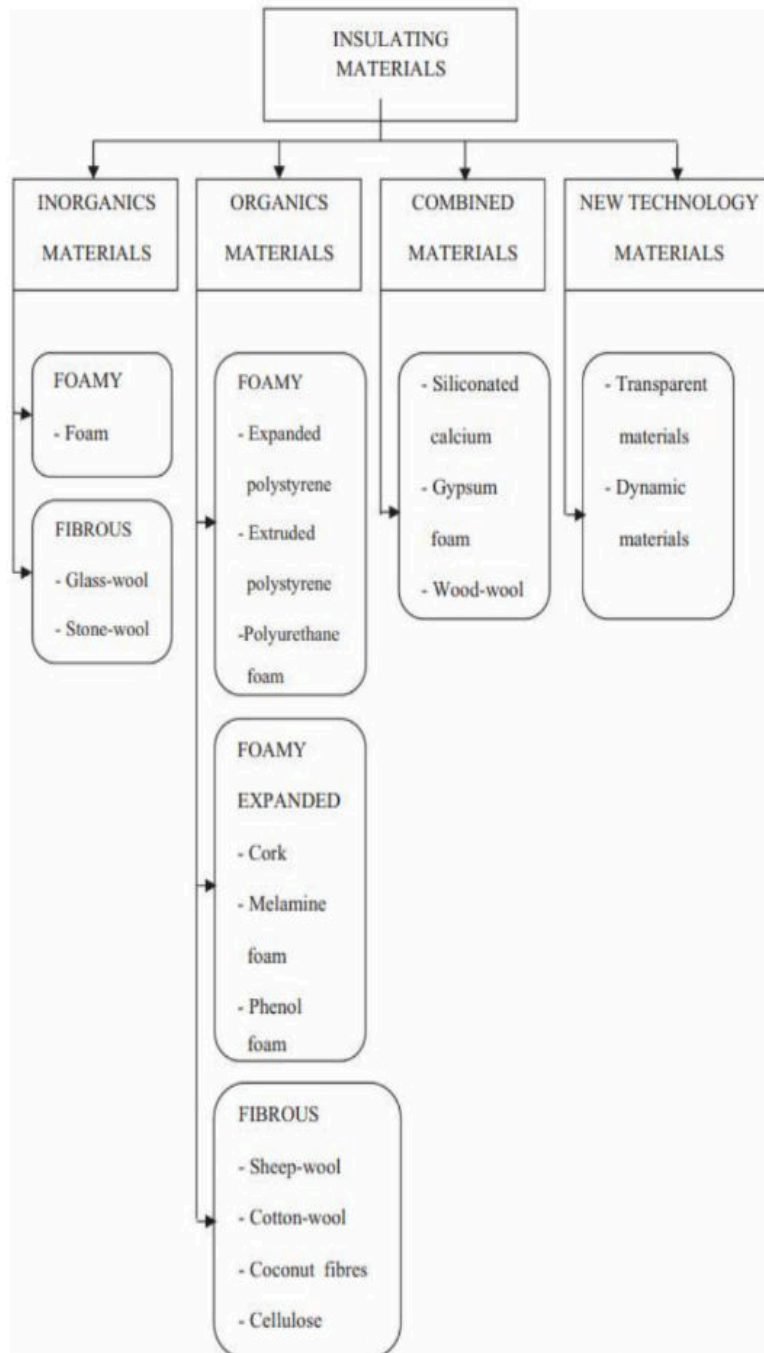 INSULATING
MATERIALS
INORGANICS
MATERIALS
ORGANICS
MATERIALS
COMBINED
MATERIALS
NEW TECHNOLOGY
MATERIALS
FOAMY
- Foam
FIBROUS
- Glass-wool
- Stone-wool
FOAMY
- Expanded
polystyrene
- Extruded
polystyrene
-Polyurethane
foam
FOAMY
EXPANDED
- Cork
- Melamine
foam
- Phenol
foam
FIBROUS
- Sheep-wool
- Cotton-wool
- Coconut fibres
- Cellulose
- Siliconated
calcium
- Gypsum
foam
- Wood-wool
- Transparent
materials
- Dynamic
materials